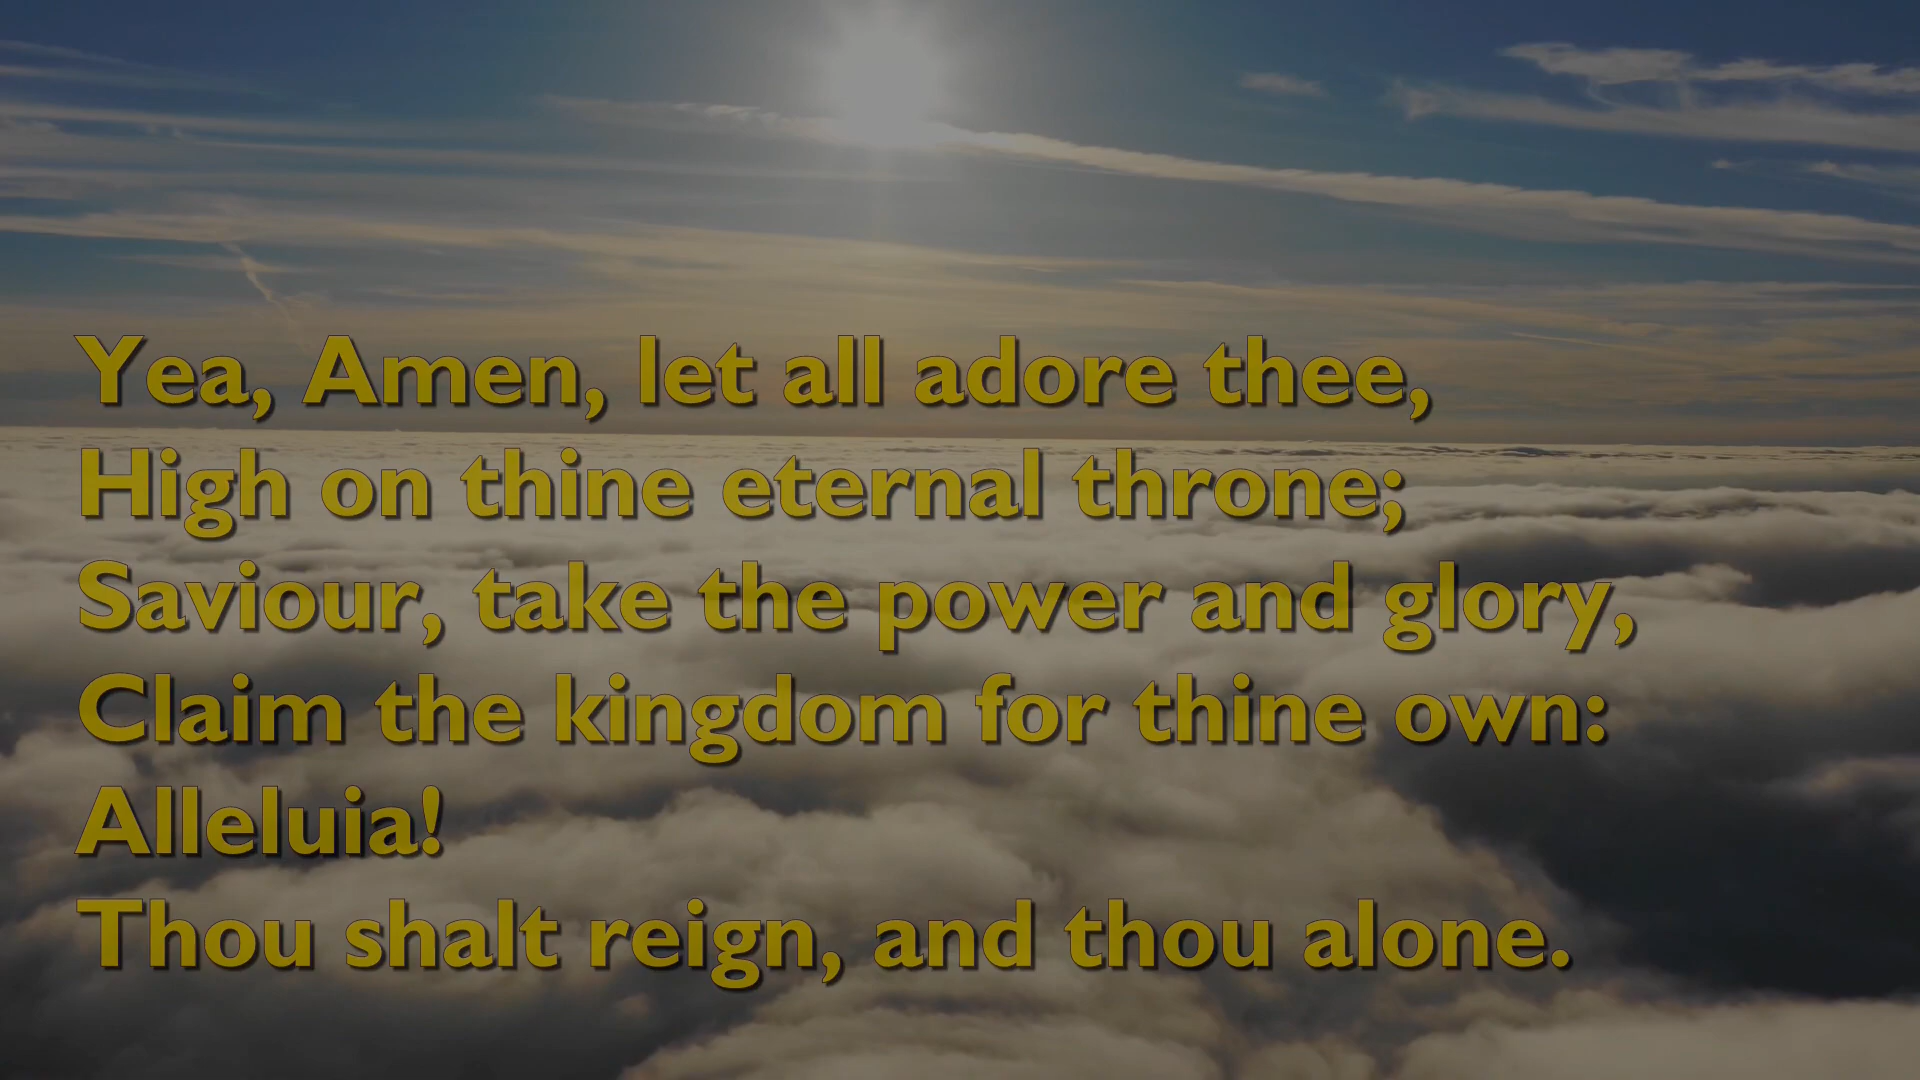 Yea, Amen, let all adore thee,
High on thine eternal throne;
Saviour, take the power and glory,
Claim the kingdom for thine own:
Alleluia!
Thou shalt reign, and thou alone.